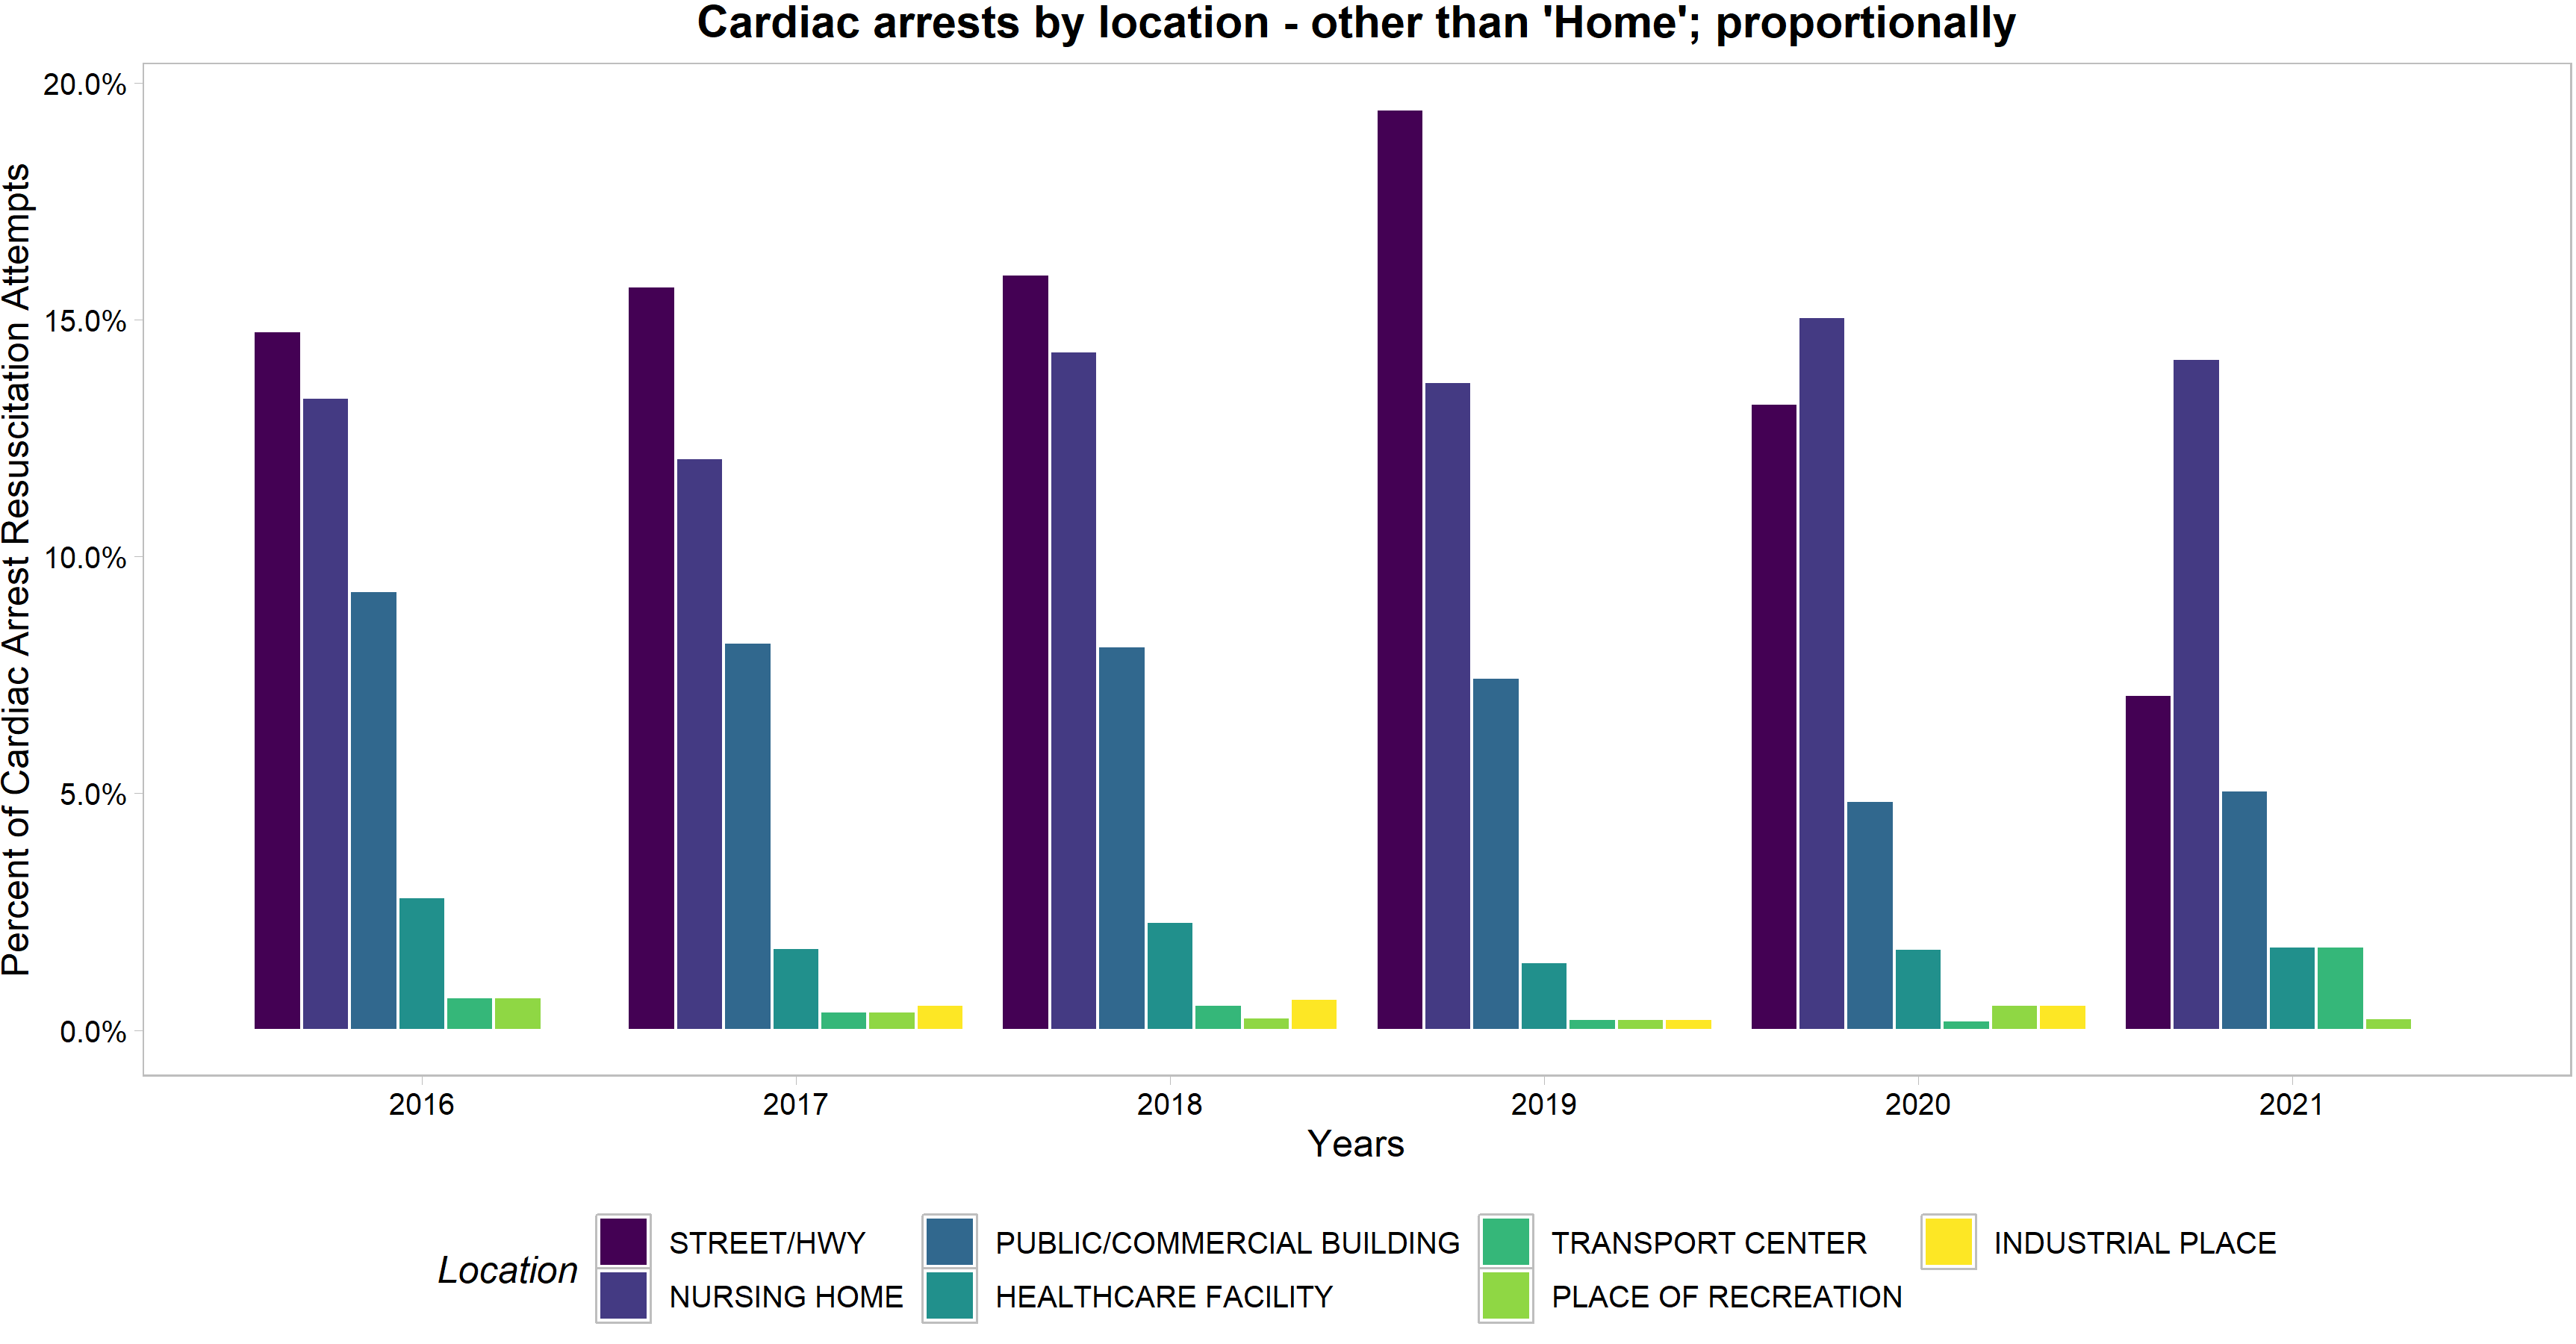 Cardiac arrests by location - other than 'Home'; proportionally
Percent of Cardiac Arrest Resuscitation Attempts
20.0%
15.0%
10.0%
5.0%
0.0%
2016 2017 2018 2019 2020 2021
Years
Location
STREET/HWY PUBLIC/COMMERCIAL BUILDING TRANSPORT CENTER INDUSTRIAL PLACE
NURSING HOME HEALTHCARE FACILITY PLACE OF RECREATION